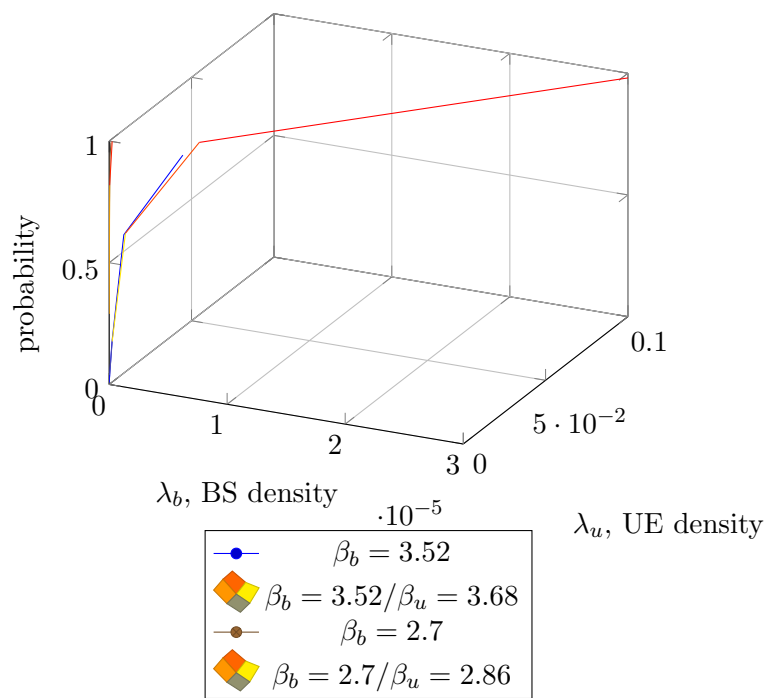 1
0.5
0
probability
0
1
2
3
0
5 · 10⁻²
0.1
λ_b, BS density
·10⁻⁵
λ_u, UE density
β_b = 3.52
β_b = 3.52/β_u = 3.68
β_b = 2.7
β_b = 2.7/β_u = 2.86